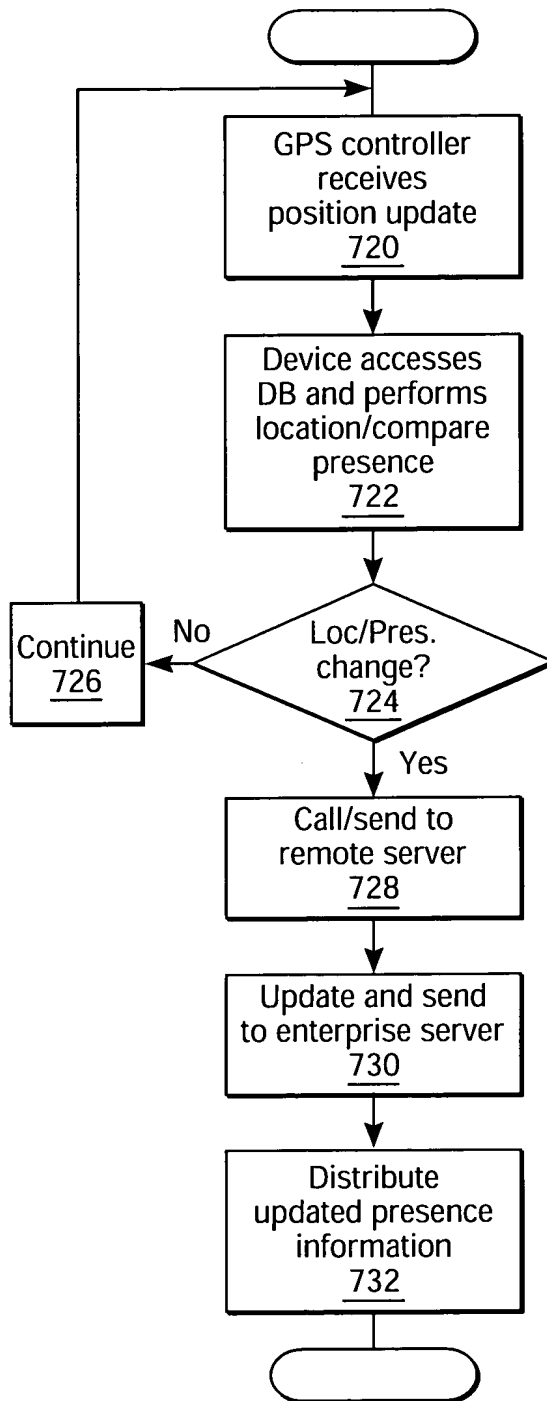 GPS controller
receives
position update
720
Device accesses
DB and performs
location/compare
presence
722
Loc/Pres.
change?
724
No
Continue
726
Yes
Call/send to
remote server
728
Update and send
to enterprise server
730
Distribute
updated presence
information
732